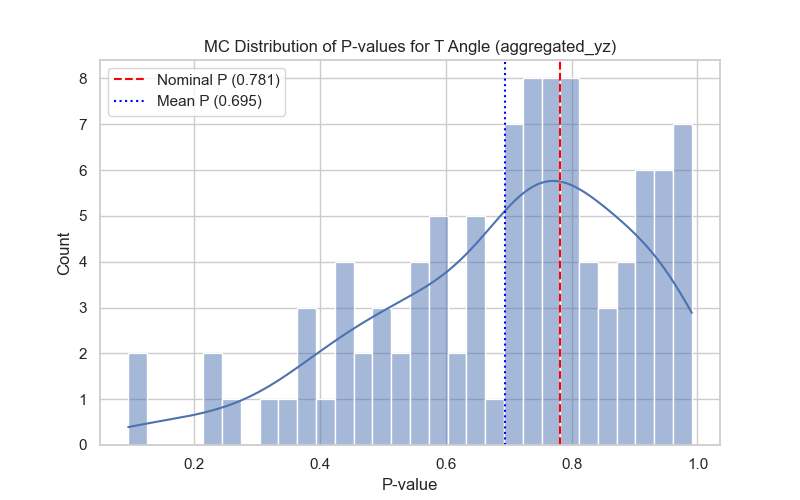 MC Distribution of P-values for T Angle (aggregated_yz)
Nominal P (0.781)
Mean P (0.695)
8
7
6
5
4
3
2
1
0
Count
0.2 0.4 0.6 0.8 1.0
P-value